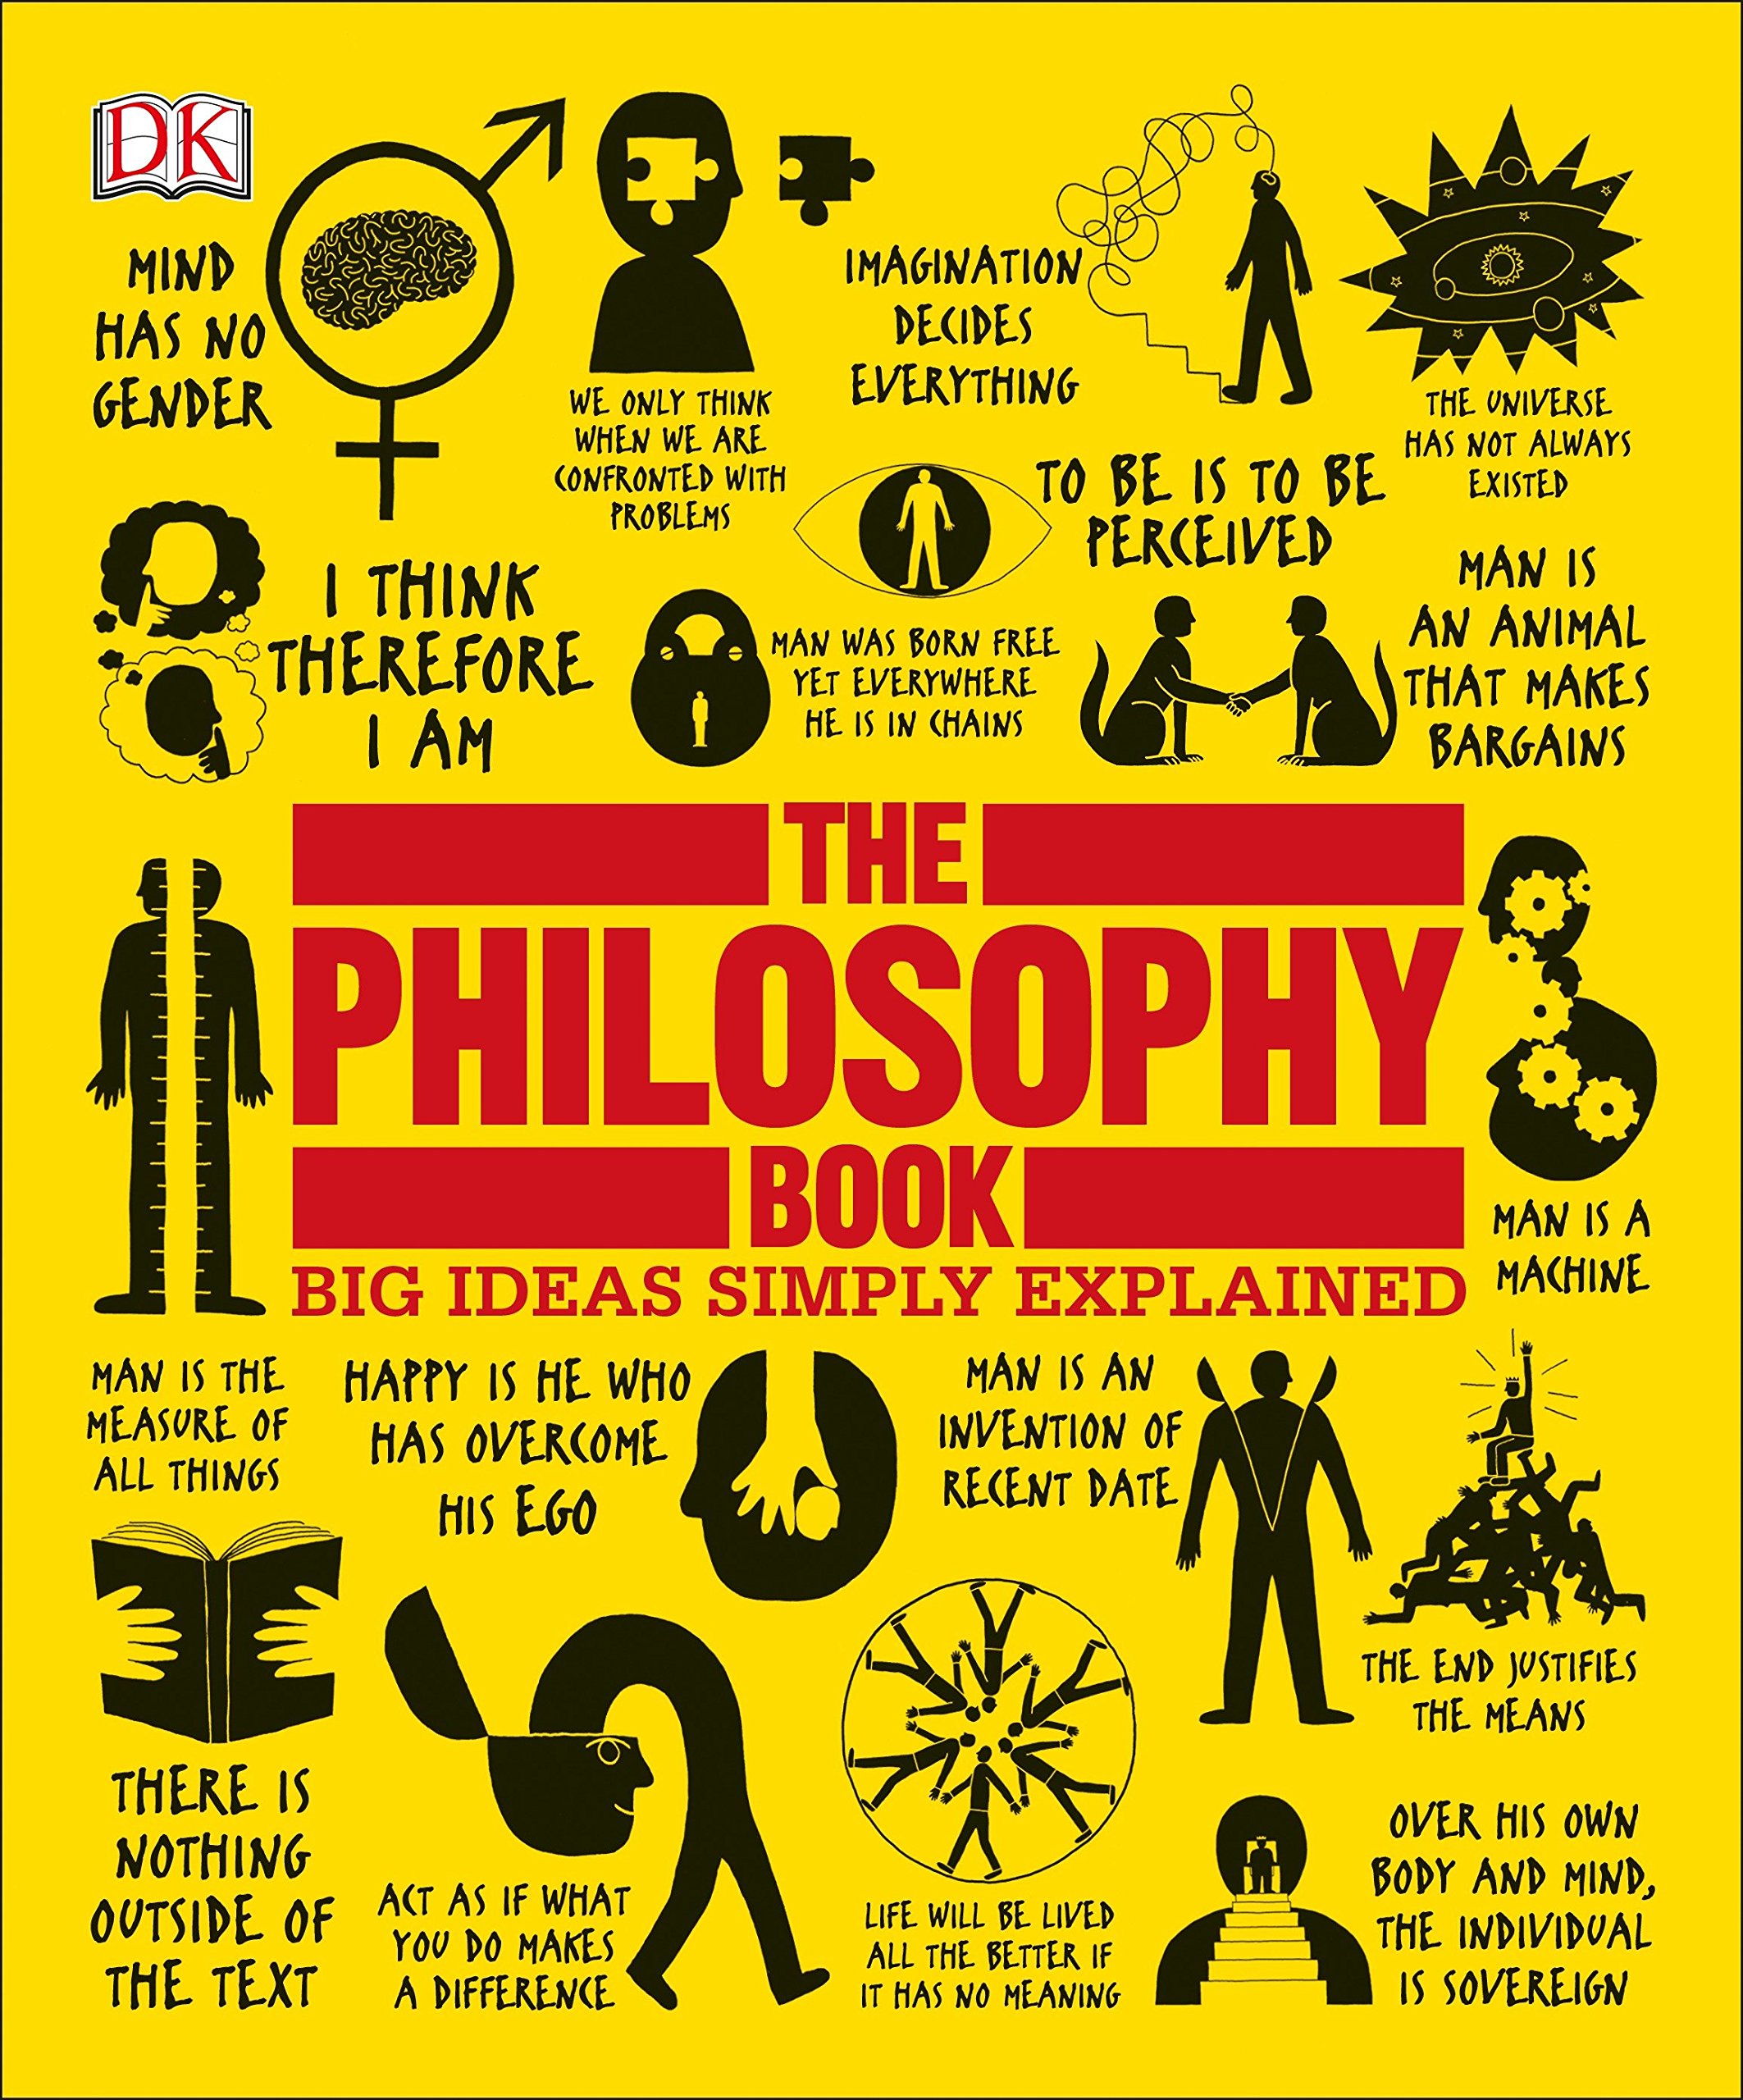 DK
MIND
HAS NO
GENDER
WE ONLY THINK
WHEN WE ARE
CONFRONTED WITH
PROBLEMS
IMAGINATION
DECIDES
EVERYTHING
THE UNIVERSE
HAS NOT ALWAYS
EXISTED
I THINK
THEREFORE
I AM
TO BE IS TO BE
PERCEIVED
MAN WAS BORN FREE
YET EVERYWHERE
HE IS IN CHAINS
MAN IS
AN ANIMAL
THAT MAKES
BARGAINS
THE
PHILOSOPHY
BOOK
BIG IDEAS SIMPLY EXPLAINED
MAN IS A
MACHINE
MAN IS THE
MEASURE OF
ALL THINGS
HAPPY IS HE WHO
HAS OVERCOME
HIS EGO
MAN IS AN
INVENTION OF
RECENT DATE
THE END JUSTIFIES
THE MEANS
THERE IS
NOTHING
OUTSIDE OF
THE TEXT
ACT AS IF WHAT
YOU DO MAKES
A DIFFERENCE
LIFE WILL BE LIVED
ALL THE BETTER IF
IT HAS NO MEANING
OVER HIS OWN
BODY AND MIND,
THE INDIVIDUAL
IS SOVEREIGN